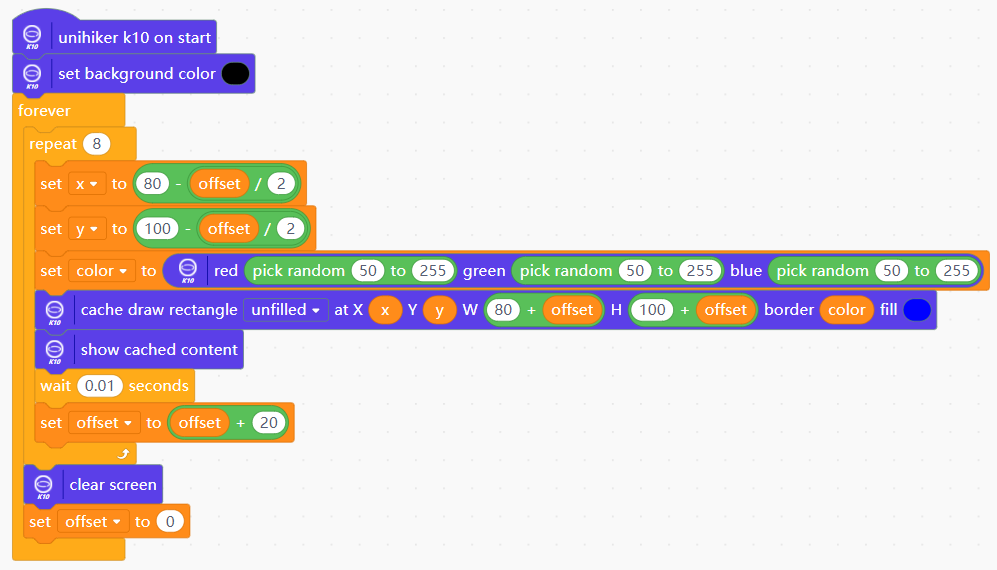 K10 unihiker k10 on start
K10 set background color
forever
repeat 8
set x to 80 - offset / 2
set y to 100 - offset / 2
set color to K10 red pick random 50 to 255 green pick random 50 to 255 blue pick random 50 to 255
K10 cache draw rectangle unfilled at X x Y y W 80 + offset H 100 + offset border color fill
K10 show cached content
wait 0.01 seconds
set offset to offset + 20
K10 clear screen
set offset to 0